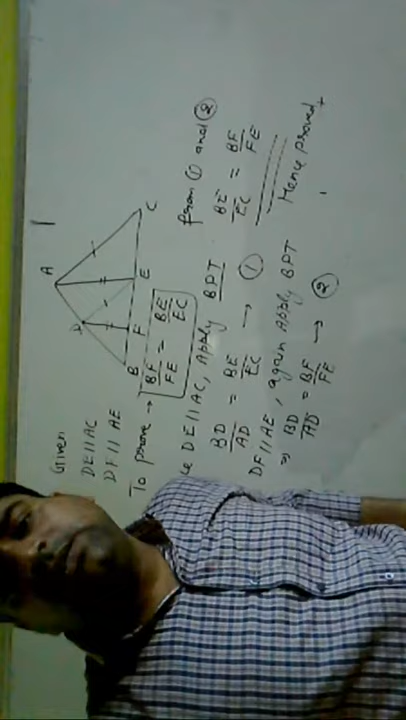 Given
DE||AC
DF||AE
To prove → BF/FE = BE/EC
A
D
B F E C
DE||AC, Apply BPT
BD/AD = BE/EC → ①
DF||AE, again Apply BPT
⇒ BD/AD = BF/FE → ②
from ① and ②
BE/EC = BF/FE
Hence proved